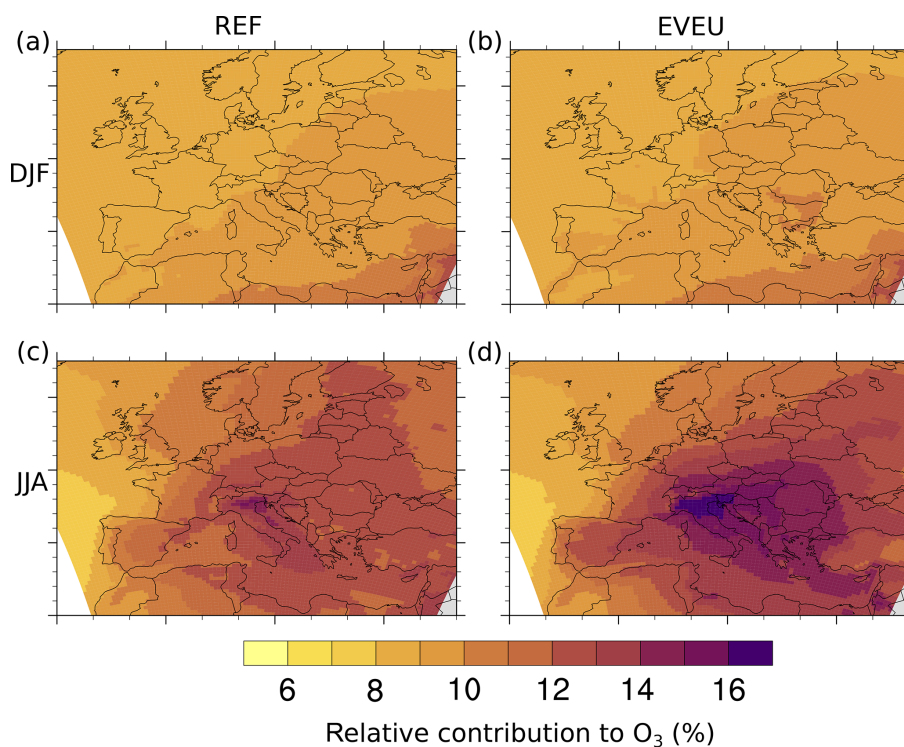 REF EVEU
(a) (b)
DJF
(c) (d)
JJA
6 8 10 12 14 16
Relative contribution to O₃ (%)